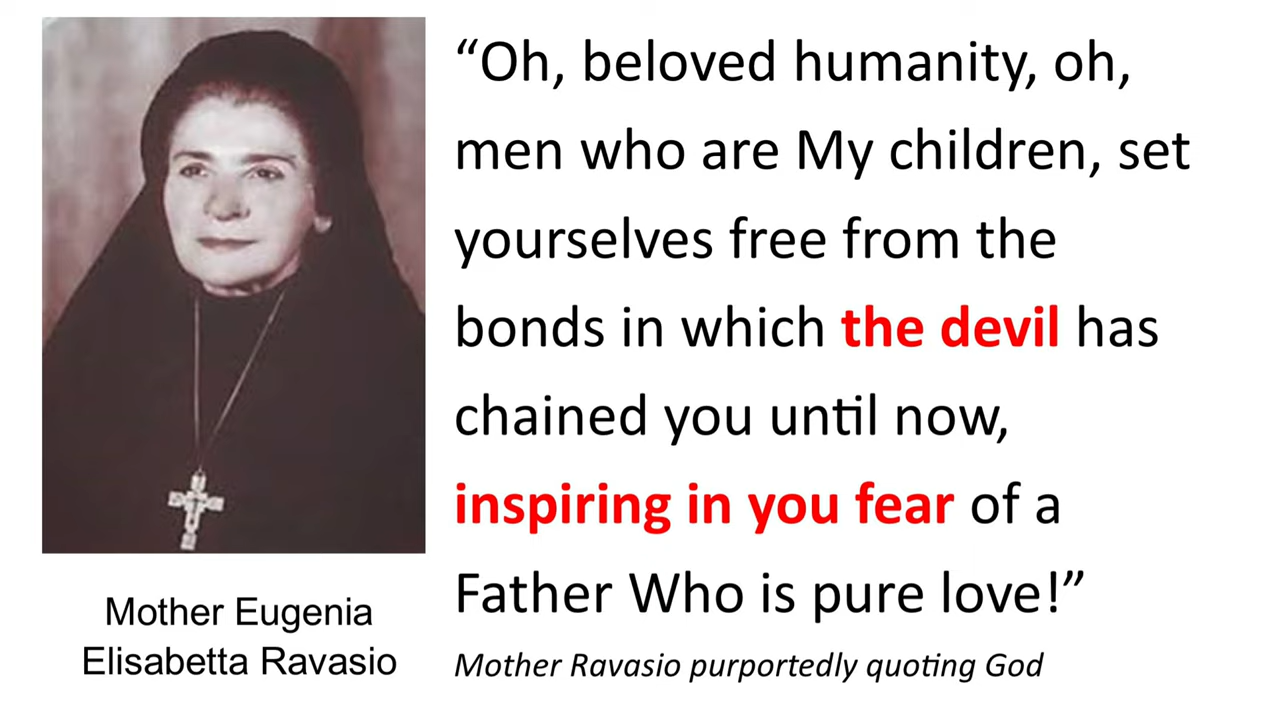 “Oh, beloved humanity, oh,
men who are My children, set
yourselves free from the
bonds in which the devil has
chained you until now,
inspiring in you fear of a
Father Who is pure love!”
Mother Ravasio purportedly quoting God
Mother Eugenia
Elisabetta Ravasio